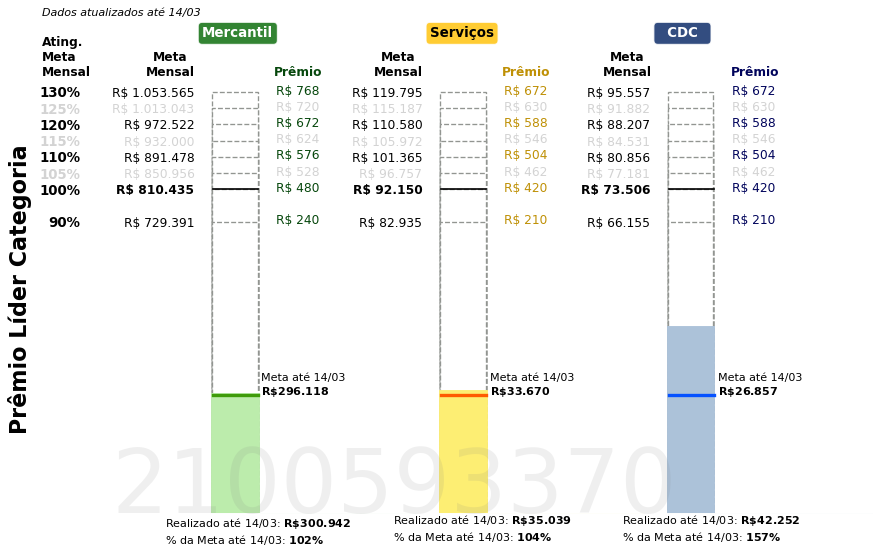 Dados atualizados até 14/03
Mercantil Serviços CDC
Ating. Meta Mensal Meta Mensal Prêmio Meta Mensal Prêmio Meta Mensal Prêmio
130% R$ 1.053.565 R$ 768 R$ 119.795 R$ 672 R$ 95.557 R$ 672
125% R$ 1.013.043 R$ 720 R$ 115.187 R$ 630 R$ 91.882 R$ 630
120% R$ 972.522 R$ 672 R$ 110.580 R$ 588 R$ 88.207 R$ 588
115% R$ 932.000 R$ 624 R$ 105.972 R$ 546 R$ 84.531 R$ 546
110% R$ 891.478 R$ 576 R$ 101.365 R$ 504 R$ 80.856 R$ 504
105% R$ 850.956 R$ 528 R$ 96.757 R$ 462 R$ 77.181 R$ 462
100% R$ 810.435 R$ 480 R$ 92.150 R$ 420 R$ 73.506 R$ 420
90% R$ 729.391 R$ 240 R$ 82.935 R$ 210 R$ 66.155 R$ 210
Prêmio Líder Categoria
Meta até 14/03 Meta até 14/03 Meta até 14/03
R$296.118 R$33.670 R$26.857
2100593370
Realizado até 14/03: R$300.942 Realizado até 14/03: R$35.039 Realizado até 14/03: R$42.252
% da Meta até 14/03: 102% % da Meta até 14/03: 104% % da Meta até 14/03: 157%